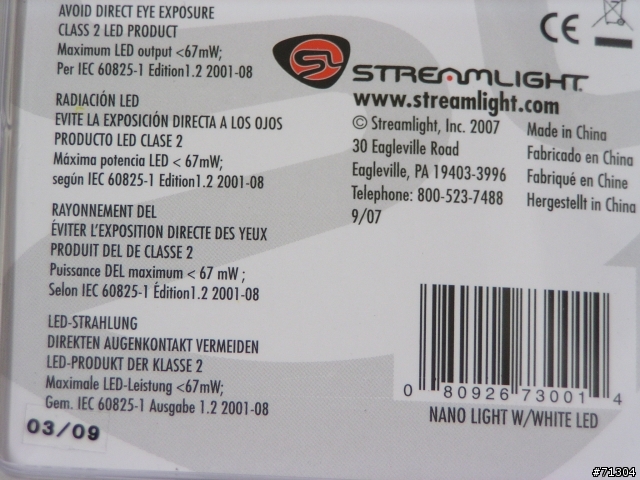 AVOID DIRECT EYE EXPOSURE
CLASS 2 LED PRODUCT
Maximum LED output <67mW;
Per IEC 60825-1 Edition1.2 2001-08
RADIACIÓN LED
EVITE LA EXPOSICIÓN DIRECTA A LOS OJOS
PRODUCTO LED CLASE 2
Máxima potencia LED < 67mW;
según IEC 60825-1 Edition1.2 2001-08
RAYONNEMENT DEL
ÉVITER L'EXPOSITION DIRECTE DES YEUX
PRODUIT DEL DE CLASSE 2
Puissance DEL maximum < 67 mW ;
Selon IEC 60825-1 Édition1.2 2001-08
LED-STRAHLUNG
DIREKTEN AUGENKONTAKT VERMEIDEN
LED-PRODUKT DER KLASSE 2
Maximale LED-Leistung <67mW;
Gem. IEC 60825-1 Ausgabe 1.2 2001-08
03/09
CE
SL STREAMLIGHT
www.streamlight.com
© Streamlight, Inc. 2007
30 Eagleville Road
Eagleville, PA 19403-3996
Telephone: 800-523-7488
9/07
Made in China
Fabricado en China
Fabriqué en Chine
Hergestellt in China
0 80926 73001 4
NANO LIGHT W/WHITE LED
#71304